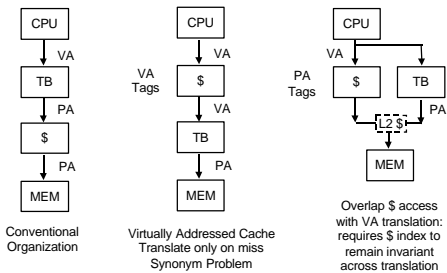 CPU
VA
TB
PA
$
PA
MEM
Conventional
Organization
CPU
VA
VA
Tags
$
VA
TB
PA
MEM
Virtually Addressed Cache
Translate only on miss
Synonym Problem
CPU
VA
PA
Tags
$
TB
PA
L2 $
MEM
Overlap $ access
with VA translation:
requires $ index to
remain invariant
across translation